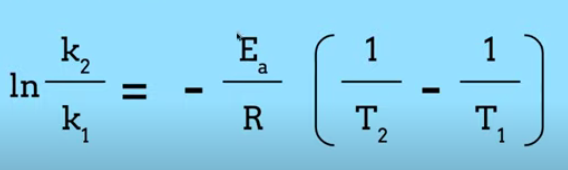 ln k₂/k₁ = - Eₐ/R (1/T₂ - 1/T₁)